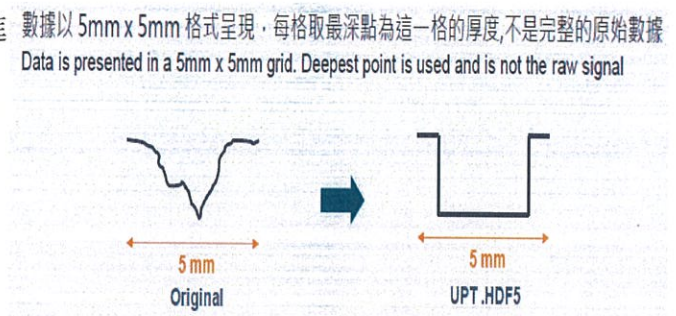 數據以 5mm x 5mm 格式呈現，每格取最深點為這一格的厚度,不是完整的原始數據
Data is presented in a 5mm x 5mm grid. Deepest point is used and is not the raw signal
5 mm
5 mm
Original
UPT .HDF5